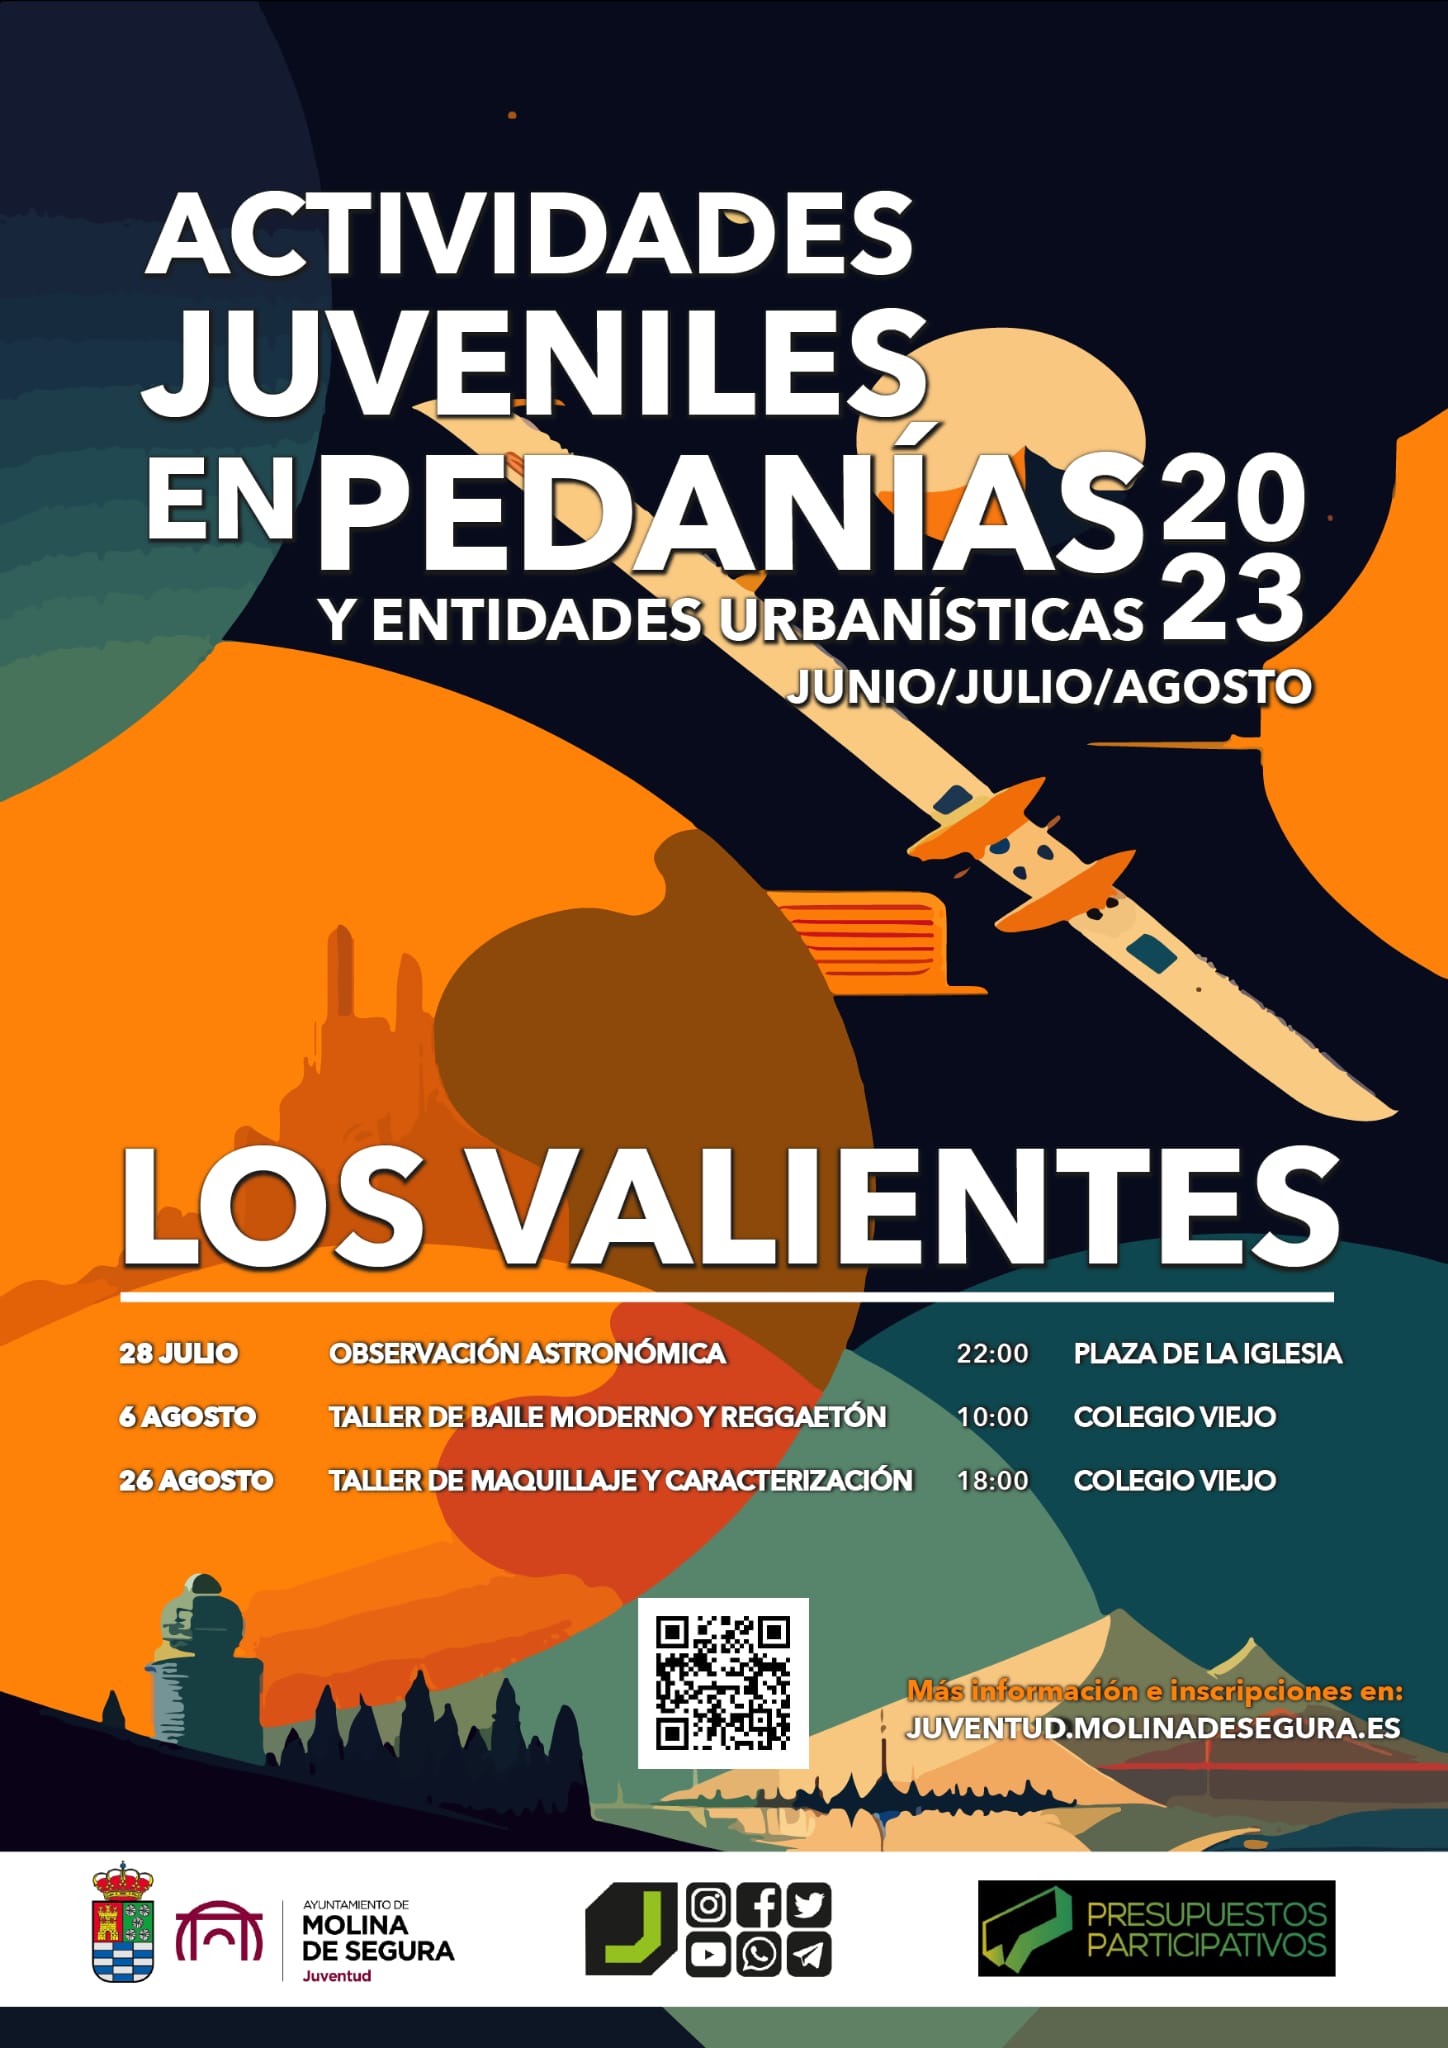 ACTIVIDADES
JUVENILES
EN PEDANÍAS 20
23
Y ENTIDADES URBANÍSTICAS
JUNIO/JULIO/AGOSTO
LOS VALIENTES
28 JULIO OBSERVACIÓN ASTRONÓMICA 22:00 PLAZA DE LA IGLESIA
6 AGOSTO TALLER DE BAILE MODERNO Y REGGAETÓN 10:00 COLEGIO VIEJO
26 AGOSTO TALLER DE MAQUILLAJE Y CARACTERIZACIÓN 18:00 COLEGIO VIEJO
Más información e inscripciones en:
JUVENTUD.MOLINADESEGURA.ES
AYUNTAMIENTO DE
MOLINA
DE SEGURA
Juventud
PRESUPUESTOS
PARTICIPATIVOS